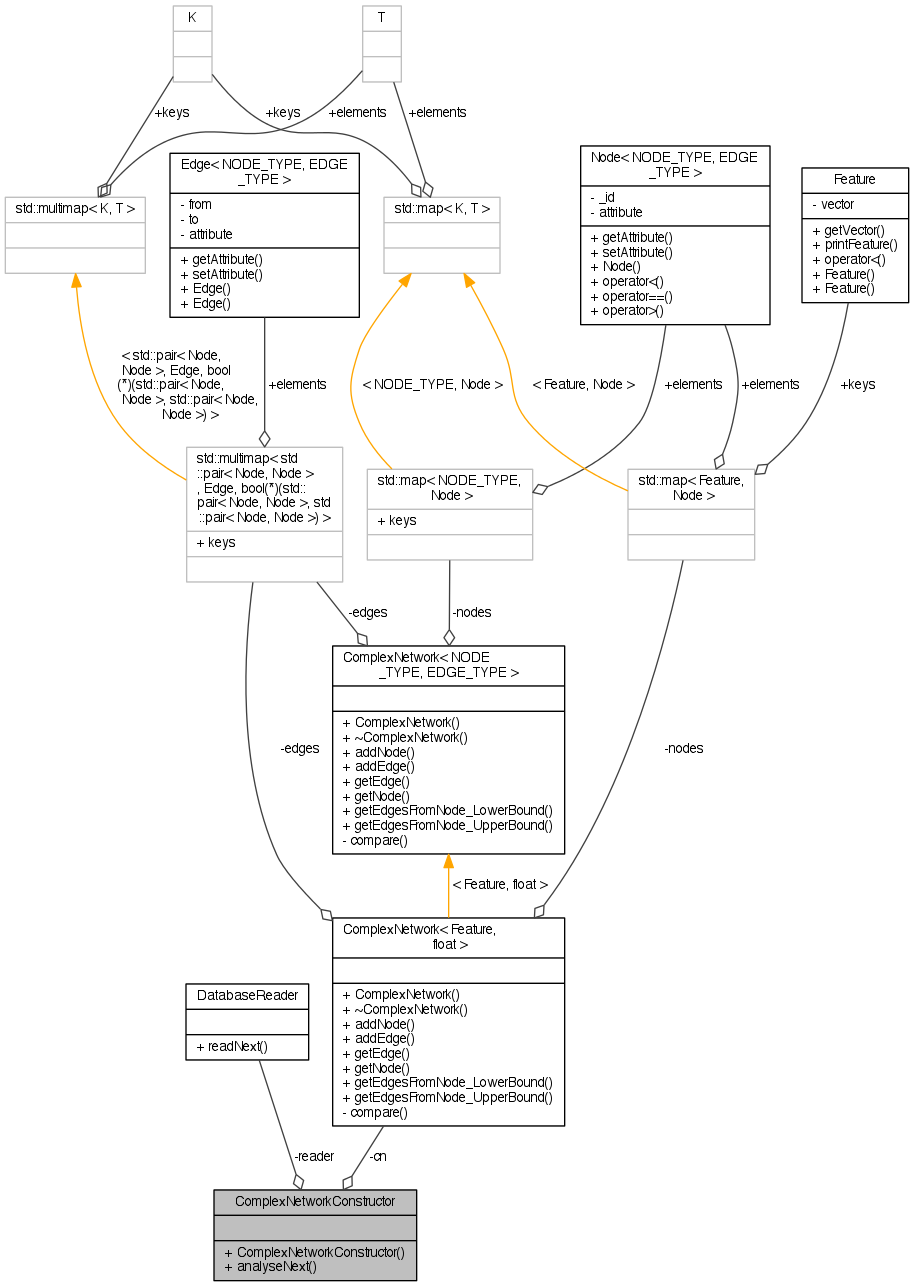 K
T
+keys
+keys
+elements
+elements
Edge< NODE_TYPE, EDGE
_TYPE >
- from
- to
- attribute
+ getAttribute()
+ setAttribute()
+ Edge()
+ Edge()
Node< NODE_TYPE, EDGE
_TYPE >
- _id
- attribute
+ getAttribute()
+ setAttribute()
+ Node()
+ operator<()
+ operator==()
+ operator>()
Feature
- vector
+ getVector()
+ printFeature()
+ operator<()
+ Feature()
+ Feature()
std::multimap< K, T >
std::map< K, T >
< std::pair< Node,
Node >, Edge, bool
(*)(std::pair< Node,
Node >, std::pair< Node,
Node >) >
+elements
< NODE_TYPE, Node >
< Feature, Node >
+elements
+elements
+keys
std::multimap< std
::pair< Node, Node >
, Edge, bool(*)(std::
pair< Node, Node >, std
::pair< Node, Node >) >
+ keys
std::map< NODE_TYPE,
Node >
+ keys
std::map< Feature,
Node >
-edges
-nodes
ComplexNetwork< NODE
_TYPE, EDGE_TYPE >
+ ComplexNetwork()
+ ~ComplexNetwork()
+ addNode()
+ addEdge()
+ getEdge()
+ getNode()
+ getEdgesFromNode_LowerBound()
+ getEdgesFromNode_UpperBound()
- compare()
-edges
-nodes
< Feature, float >
ComplexNetwork< Feature,
float >
+ ComplexNetwork()
+ ~ComplexNetwork()
+ addNode()
+ addEdge()
+ getEdge()
+ getNode()
+ getEdgesFromNode_LowerBound()
+ getEdgesFromNode_UpperBound()
- compare()
DatabaseReader
+ readNext()
-reader
-cn
ComplexNetworkConstructor
+ ComplexNetworkConstructor()
+ analyseNext()